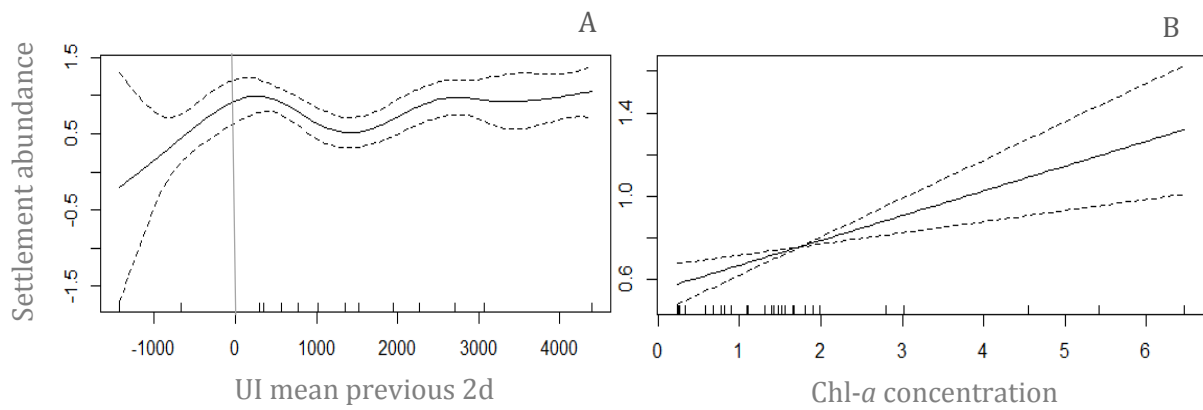 A
B
Settlement abundance
1.5
0.5
-0.5
-1.5
1.4
1.0
0.6
-1000 0 1000 2000 3000 4000
0 1 2 3 4 5 6
UI mean previous 2d
Chl-a concentration